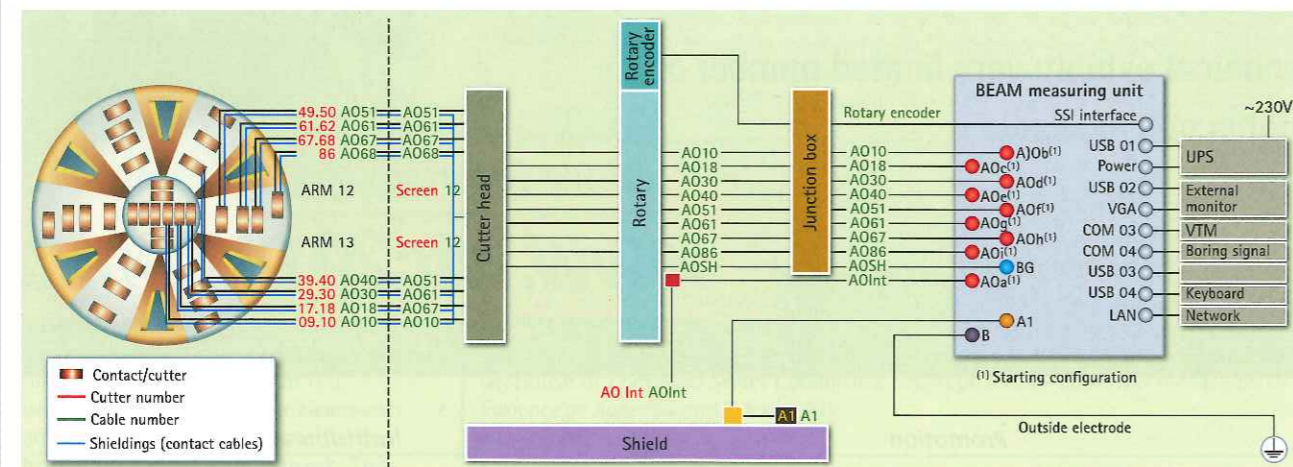 49.50 AO51 AO51
61.62 AO61 AO61
67.68 AO67 AO67
86 AO68 AO68
ARM 12 Screen 12
ARM 13 Screen 12
39.40 AO40 AO51
29.30 AO30 AO61
17.18 AO18 AO67
09.10 AO10 AO10
Contact/cutter
Cutter number
Cable number
Shieldings (contact cables)
Cutter head
Rotary encoder
Rotary
AO10
AO18
AO30
AO40
AO51
AO61
AO67
AO86
AOSH
AO Int AOInt
A1 A1
Shield
Junction box
Rotary encoder
AO10
AO18
AO30
AO40
AO51
AO61
AO67
AO86
AOSH
AOInt
BEAM measuring unit
SSI interface
A)Ob(1)
AOc(1)
AOd(1)
AOe(1)
AOf(1)
AOg(1)
AOh(1)
AOi(1)
BG
AOa(1)
A1
B
USB 01
Power
USB 02
VGA
COM 03
COM 04
USB 03
USB 04
LAN
(1) Starting configuration
Outside electrode
~230V
UPS
External
monitor
VTM
Boring signal
Keyboard
Network